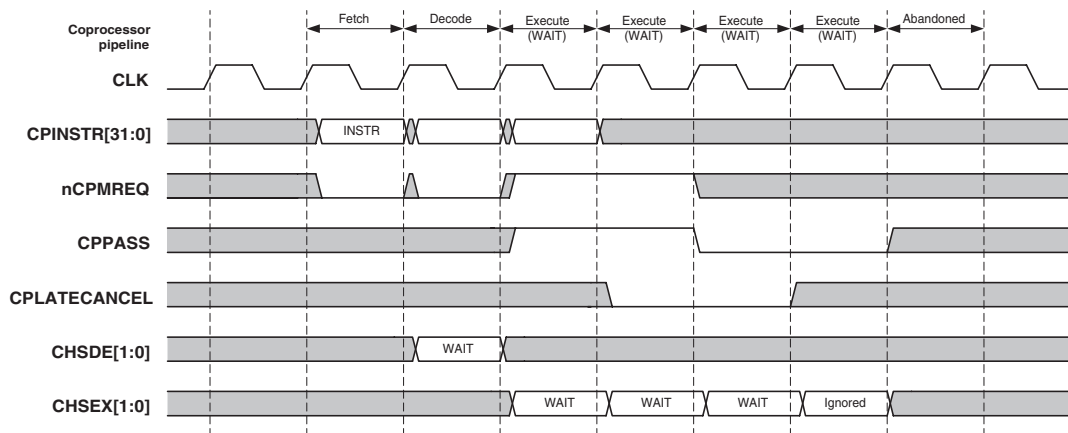 Fetch
Decode
Execute
(WAIT)
Execute
(WAIT)
Execute
(WAIT)
Execute
(WAIT)
Abandoned
Coprocessor
pipeline
CLK
CPINSTR[31:0]
INSTR
nCPMREQ
CPPASS
CPLATECANCEL
CHSDE[1:0]
WAIT
CHSEX[1:0]
WAIT
WAIT
WAIT
Ignored